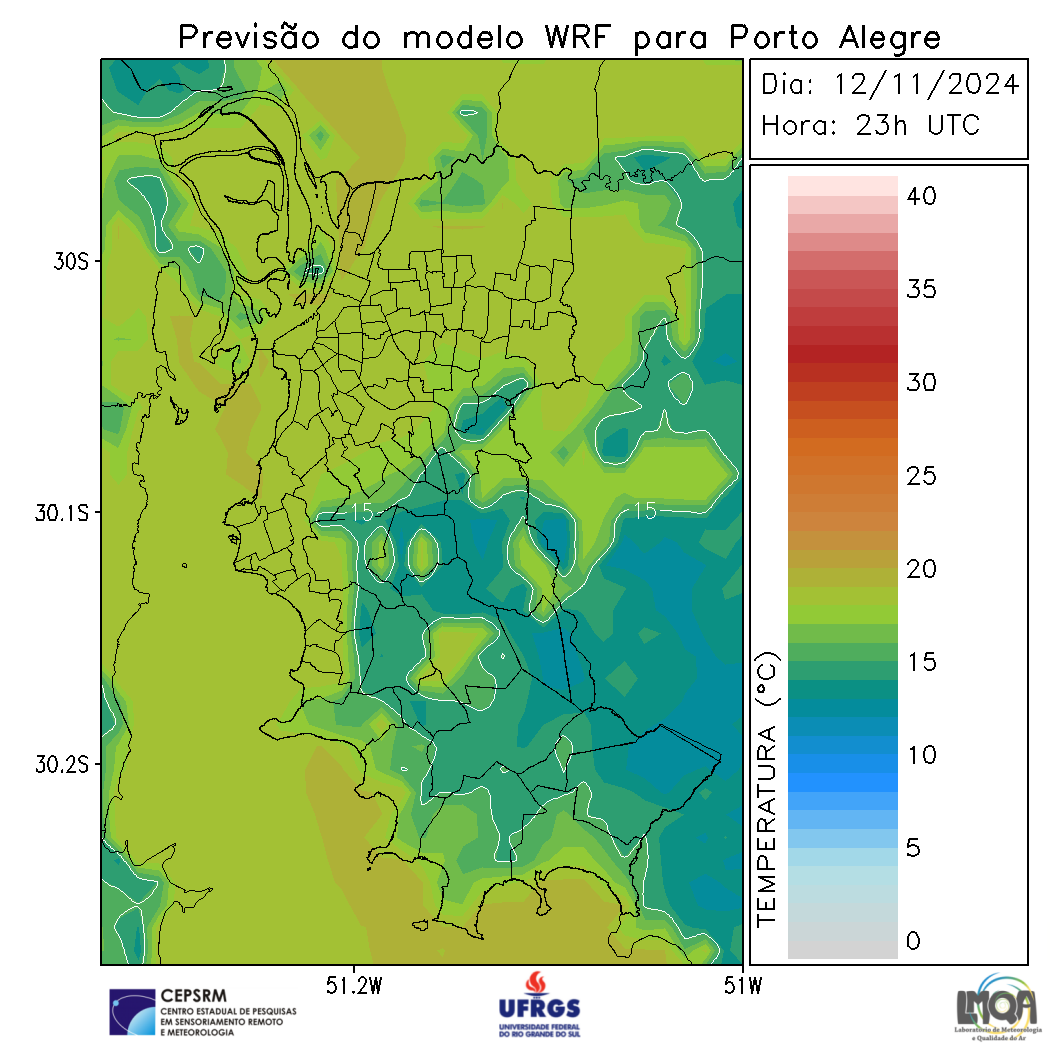 Previsão do modelo WRF para Porto Alegre
Dia: 12/11/2024
Hora: 23h UTC
40
35
30
25
20
15
10
5
0
TEMPERATURA (°C)
30S
30.1S
30.2S
51.2W
51W
15
15
CEPSRM
CENTRO ESTADUAL DE PESQUISAS
EM SENSORIAMENTO REMOTO
E METEOROLOGIA
UFRGS
UNIVERSIDADE FEDERAL
DO RIO GRANDE DO SUL
LMQA
Laboratório de Meteorologia
e Qualidade do Ar